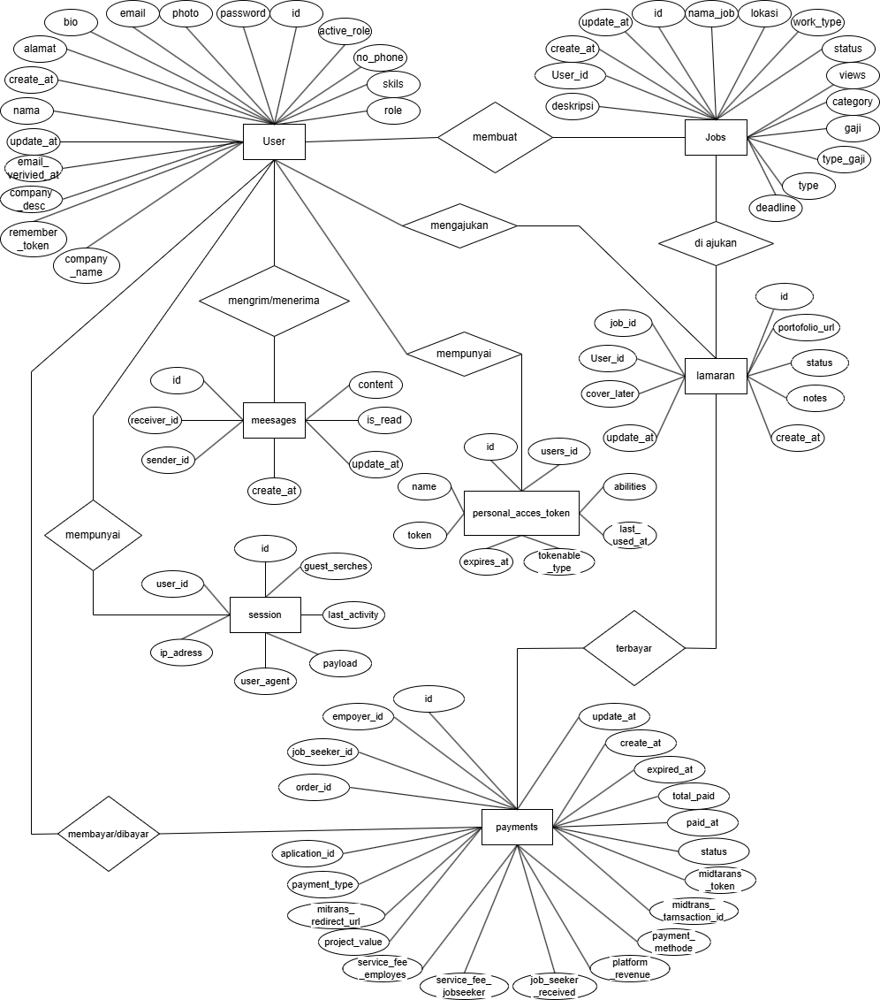 email
photo
password
id
bio
active_role
alamat
no_phone
create_at
skils
nama
role
update_at
User
email_
verivied_at
company
_desc
remember
_token
company
_name
membuat
id
nama_job
lokasi
update_at
work_type
create_at
status
User_id
views
deskripsi
category
Jobs
gaji
type_gaji
type
deadline
mengajukan
di ajukan
mengrim/menerima
mempunyai
id
job_id
portofolio_url
User_id
status
lamaran
cover_later
notes
update_at
create_at
id
content
receiver_id
meesages
is_read
sender_id
update_at
create_at
id
users_id
name
abilities
personal_acces_token
token
last_
used_at
expires_at
tokenable
_type
mempunyai
id
guest_serches
user_id
session
last_activity
ip_adress
payload
user_agent
terbayar
id
empoyer_id
update_at
job_seeker_id
create_at
order_id
expired_at
total_paid
membayar/dibayar
payments
paid_at
aplication_id
status
payment_type
midtarans
_token
mitrans_
redirect_url
midtrans_
tarnsaction_id
project_value
payment_
methode
service_fee
_employes
platform
_revenue
service_fee_
jobseeker
job_seeker
_received